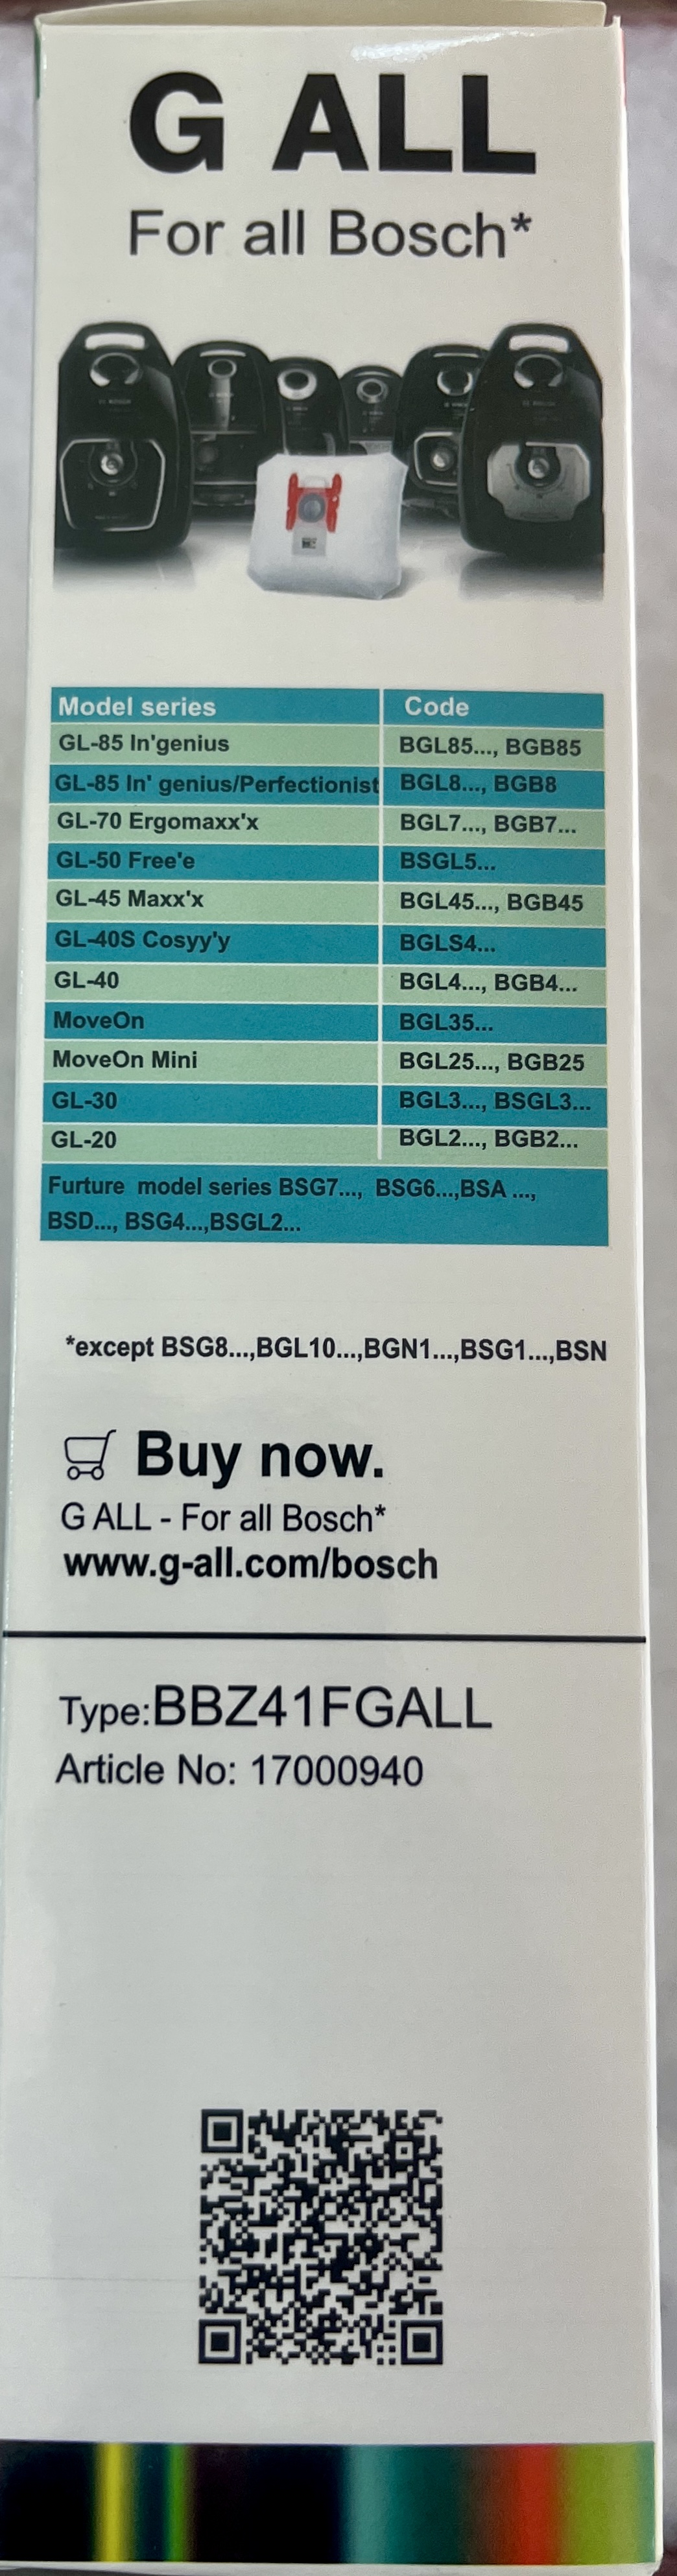 G ALL
For all Bosch*
Model series Code
GL-85 In'genius BGL85..., BGB85
GL-85 In' genius/Perfectionist BGL8..., BGB8
GL-70 Ergomaxx'x BGL7..., BGB7...
GL-50 Free'e BSGL5...
GL-45 Maxx'x BGL45..., BGB45
GL-40S Cosyy'y BGLS4...
GL-40 BGL4..., BGB4...
MoveOn BGL35...
MoveOn Mini BGL25..., BGB25
GL-30 BGL3..., BSGL3...
GL-20 BGL2..., BGB2...
Furture model series BSG7..., BSG6...,BSA ...,
BSD..., BSG4...,BSGL2...
*except BSG8...,BGL10...,BGN1...,BSG1...,BSN
Buy now.
G ALL - For all Bosch*
www.g-all.com/bosch
Type:BBZ41FGALL
Article No: 17000940